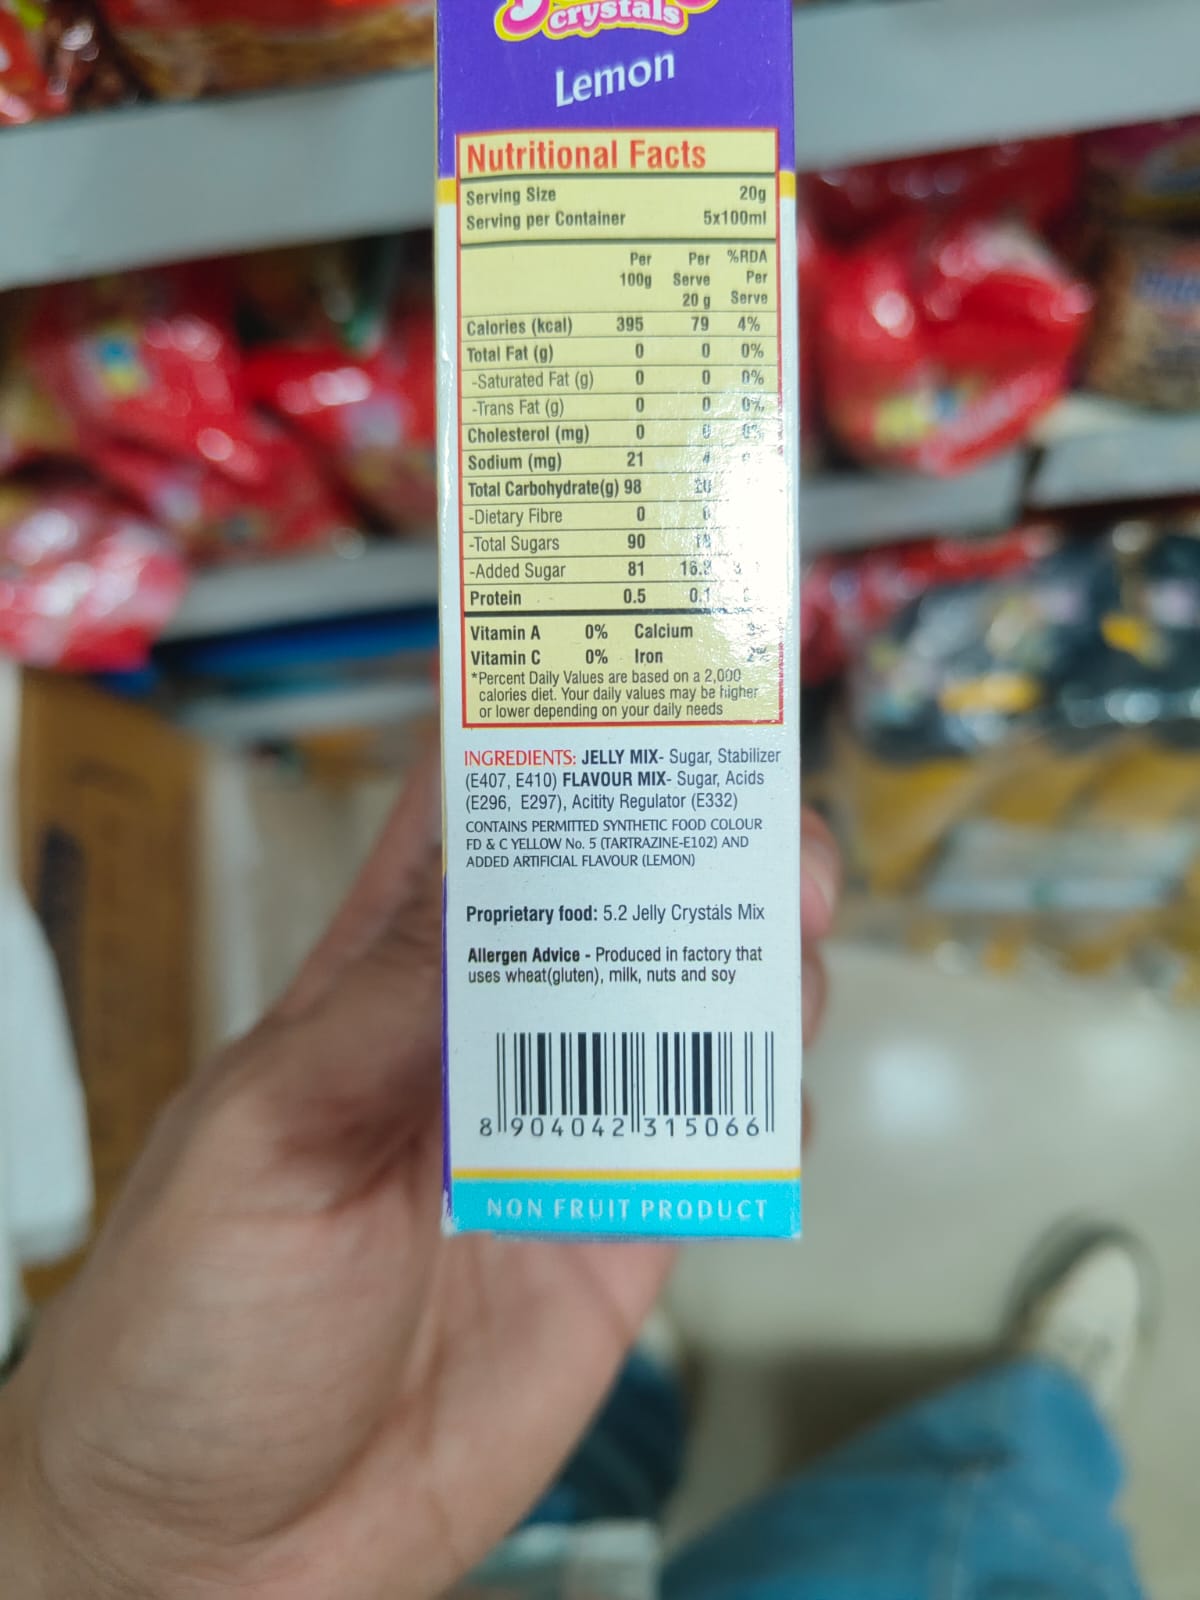 crystals
Lemon
Nutritional Facts
Serving Size 20g
Serving per Container 5x100ml
Per Per %RDA
100g Serve Per
20 g Serve
Calories (kcal) 395 79 4%
Total Fat (g) 0 0 0%
-Saturated Fat (g) 0 0 0%
-Trans Fat (g) 0 0 0%
Cholesterol (mg) 0 0 0%
Sodium (mg) 21 4
Total Carbohydrate(g) 98 20
-Dietary Fibre 0 0
-Total Sugars 90 18
-Added Sugar 81 16.2
Protein 0.5 0.1
Vitamin A 0% Calcium
Vitamin C 0% Iron 2%
*Percent Daily Values are based on a 2,000
calories diet. Your daily values may be higher
or lower depending on your daily needs
INGREDIENTS: JELLY MIX- Sugar, Stabilizer
(E407, E410) FLAVOUR MIX- Sugar, Acids
(E296, E297), Acitity Regulator (E332)
CONTAINS PERMITTED SYNTHETIC FOOD COLOUR
FD & C YELLOW No. 5 (TARTRAZINE-E102) AND
ADDED ARTIFICIAL FLAVOUR (LEMON)
Proprietary food: 5.2 Jelly Crystals Mix
Allergen Advice - Produced in factory that
uses wheat(gluten), milk, nuts and soy
8 904042 315066
NON FRUIT PRODUCT